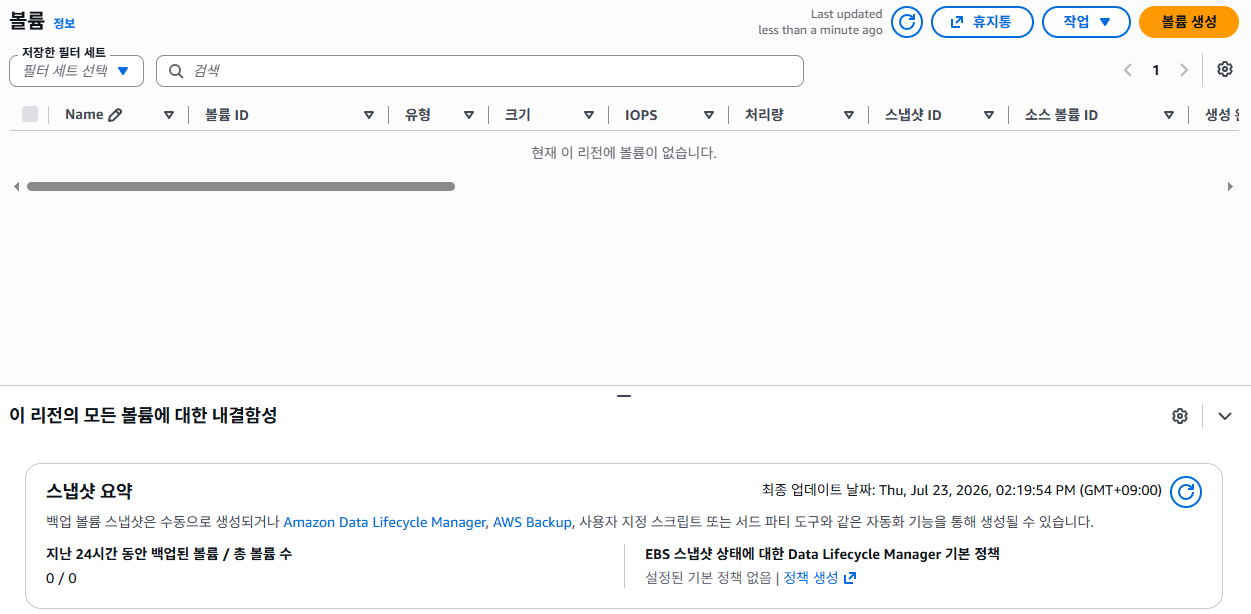 볼륨 정보
Last updated
less than a minute ago
휴지통
작업
볼륨 생성
저장한 필터 세트
필터 세트 선택
검색
1
Name 볼륨 ID 유형 크기 IOPS 처리량 스냅샷 ID 소스 볼륨 ID 생성
현재 이 리전에 볼륨이 없습니다.
이 리전의 모든 볼륨에 대한 내결함성
스냅샷 요약
최종 업데이트 날짜: Thu, Jul 23, 2026, 02:19:54 PM (GMT+09:00)
백업 볼륨 스냅샷은 수동으로 생성되거나 Amazon Data Lifecycle Manager, AWS Backup, 사용자 지정 스크립트 또는 서드 파티 도구와 같은 자동화 기능을 통해 생성될 수 있습니다.
지난 24시간 동안 백업된 볼륨 / 총 볼륨 수
0 / 0
EBS 스냅샷 상태에 대한 Data Lifecycle Manager 기본 정책
설정된 기본 정책 없음 | 정책 생성